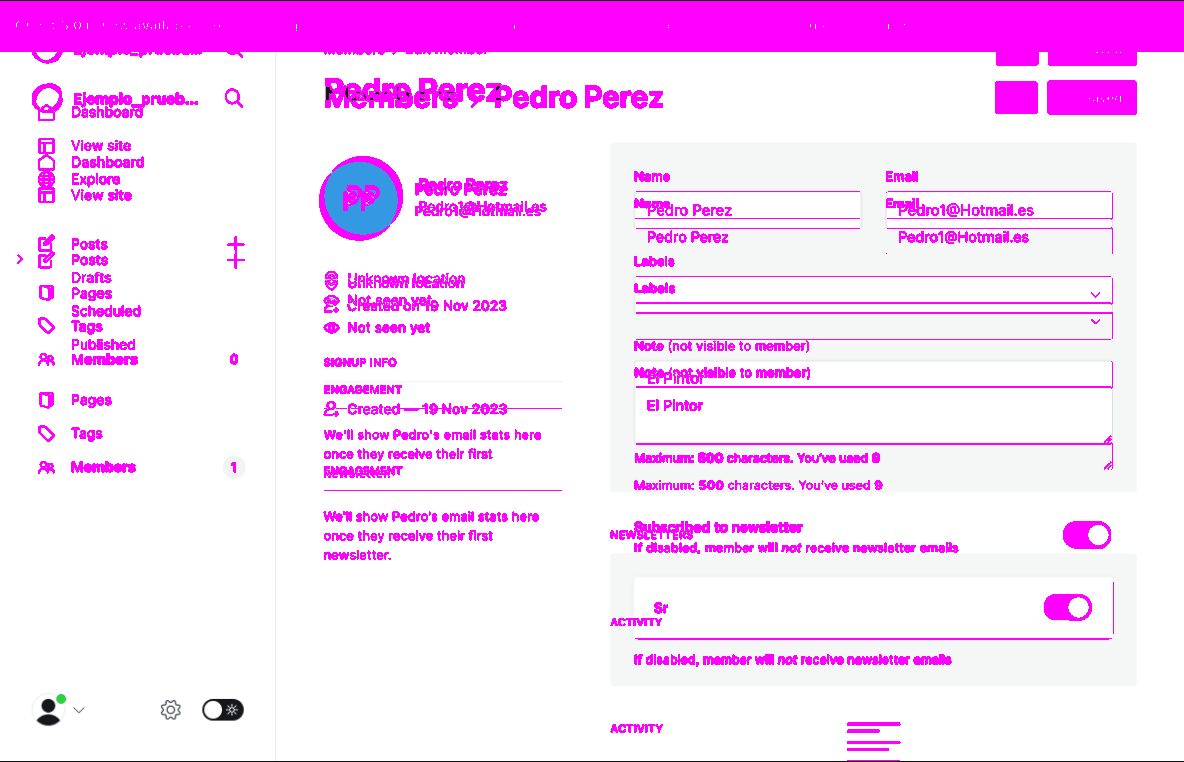 Ejemplo_prueb...
Dashboard
View site
Dashboard
Explore
View site
Posts
Posts
Drafts
Pages
Scheduled
Tags
Published
Members 0
Pages
Tags
Members 1
Pedro Perez
Members Pedro Perez
PP
Pedro Perez
Pedro Perez
Pedro1@Hotmail.es
Pedro1@Hotmail.es
Unknown location
Unknown location
Not seen yet
Created on 19 Nov 2023
Not seen yet
SIGNUP INFO
ENGAGEMENT
Created — 19 Nov 2023
We'll show Pedro's email stats here
once they receive their first
newsletter.
ENGAGEMENT
We'll show Pedro's email stats here
once they receive their first
newsletter.
Name
Email
Name
Email
Pedro Perez
Pedro1@Hotmail.es
Pedro Perez
Pedro1@Hotmail.es
Labels
Labels
Note (not visible to member)
Note (not visible to member)
El Pintor
El Pintor
Maximum: 500 characters. You've used
Maximum: 500 characters. You've used 9
Subscribed to newsletter
NEWSLETTERS
If disabled, member will not receive newsletter emails
Sr
ACTIVITY
If disabled, member will not receive newsletter emails
ACTIVITY